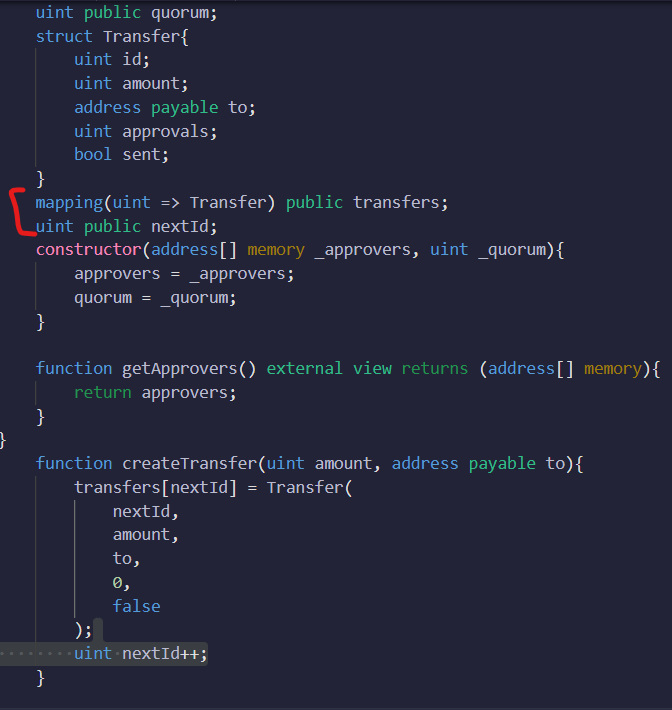 uint public quorum;
struct Transfer{
uint id;
uint amount;
address payable to;
uint approvals;
bool sent;
}
mapping(uint => Transfer) public transfers;
uint public nextId;
constructor(address[] memory _approvers, uint _quorum){
approvers = _approvers;
quorum = _quorum;
}
function getApprovers() external view returns (address[] memory){
return approvers;
}
}
function createTransfer(uint amount, address payable to){
transfers[nextId] = Transfer(
nextId,
amount,
to,
0,
false
);
uint nextId++;
}